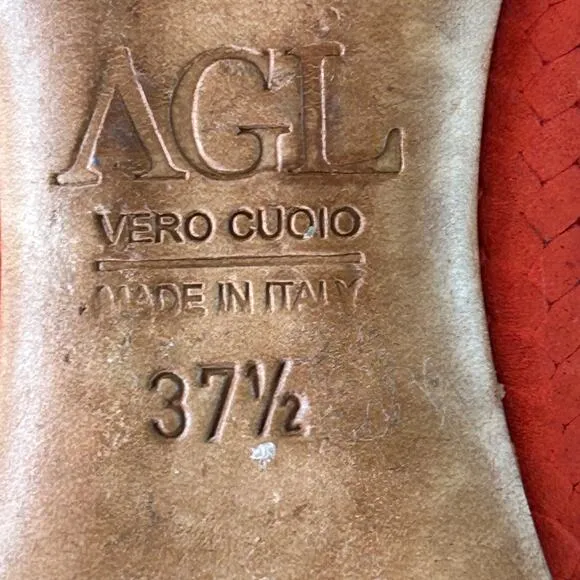 AGL
VERO CUOIO
MADE IN ITALY
37½